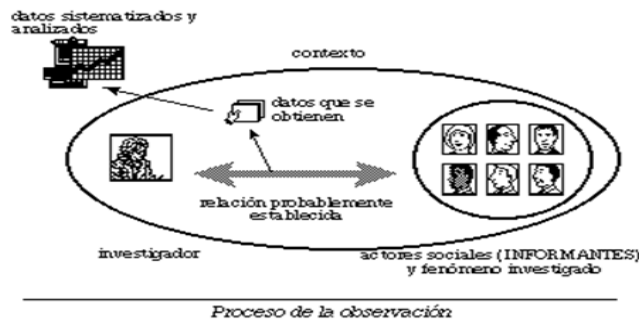 datos sistematizados y
analizados
contexto
datos que se
obtienen
relación probablemente
establecida
investigador
actores sociales (INFORMANTES)
y fenómeno investigado
Proceso de la observación